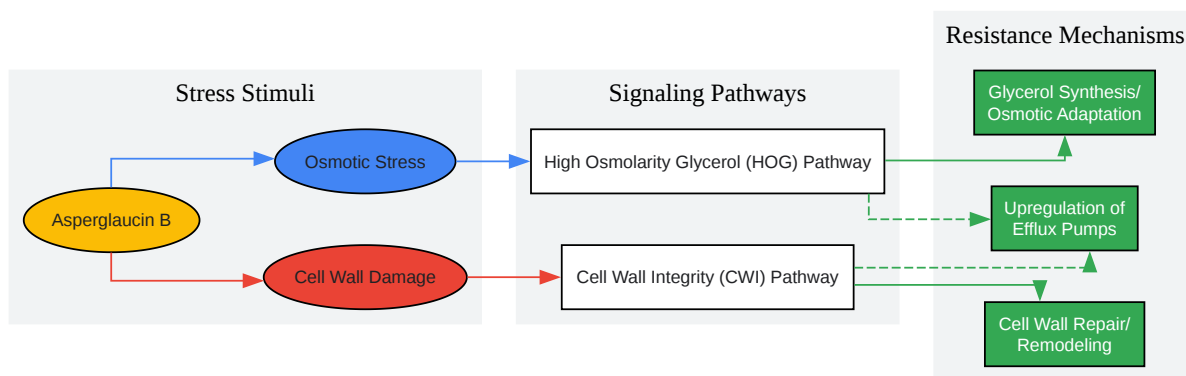 Stress Stimuli
Asperglaucin B
Osmotic Stress
Cell Wall Damage
Signaling Pathways
High Osmolarity Glycerol (HOG) Pathway
Cell Wall Integrity (CWI) Pathway
Resistance Mechanisms
Glycerol Synthesis/
Osmotic Adaptation
Upregulation of
Efflux Pumps
Cell Wall Repair/
Remodeling